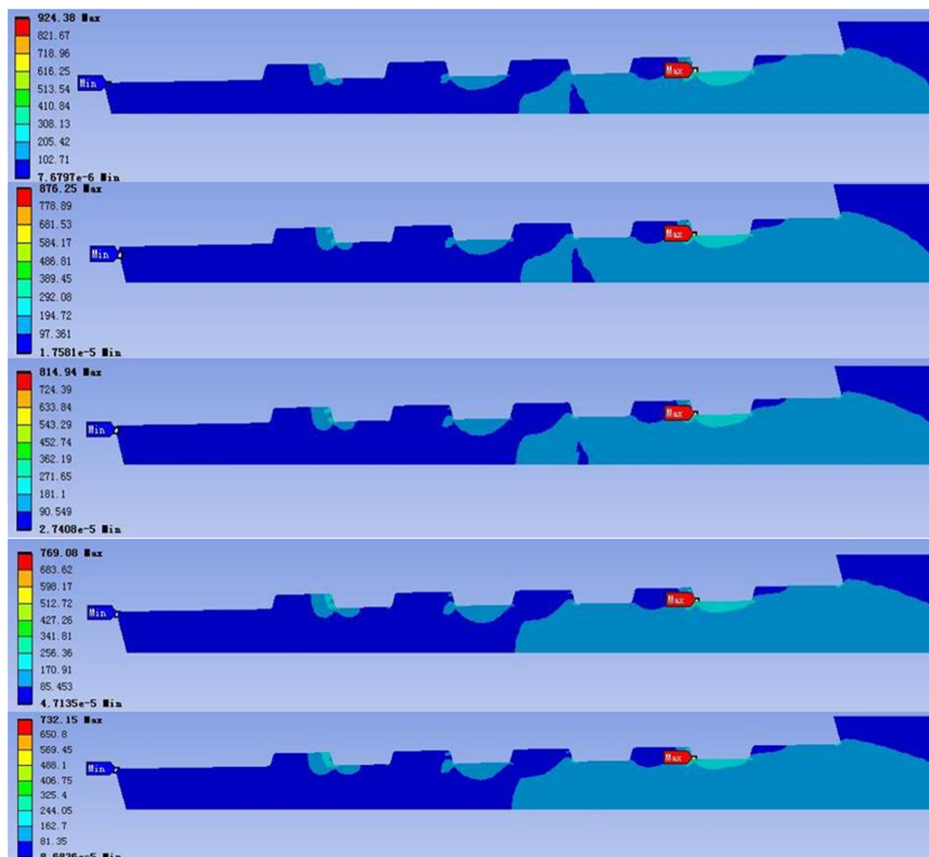 924.38 Max
821.67
718.96
616.25
513.54
410.84
308.13
205.42
102.71
7.6797e-6 Min
Min
Max
876.25 Max
778.89
681.53
584.17
486.81
389.45
292.08
194.72
97.361
1.7581e-5 Min
Min
Max
814.94 Max
724.39
633.84
543.29
452.74
362.19
271.65
181.1
90.549
2.7408e-5 Min
Min
Max
769.08 Max
683.62
598.17
512.72
427.26
341.81
256.36
170.91
85.453
4.7135e-5 Min
Min
Max
732.15 Max
650.8
569.45
488.1
406.75
325.4
244.05
162.7
81.35
Min
Max